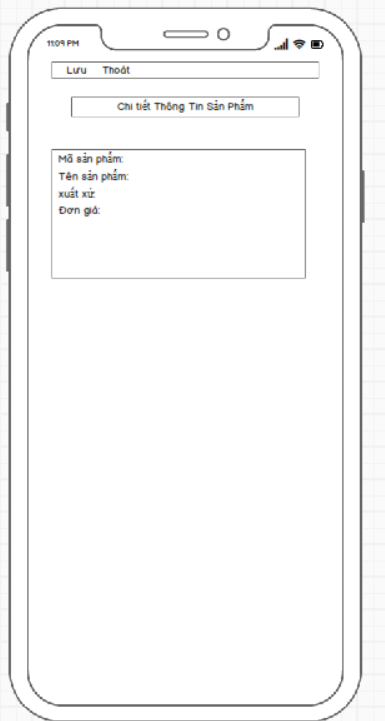 11:09 PM
Lưu Thoát
Chi tiết Thông Tin Sản Phẩm
Mã sản phẩm:
Tên sản phẩm:
xuất xứ:
Đơn giá: